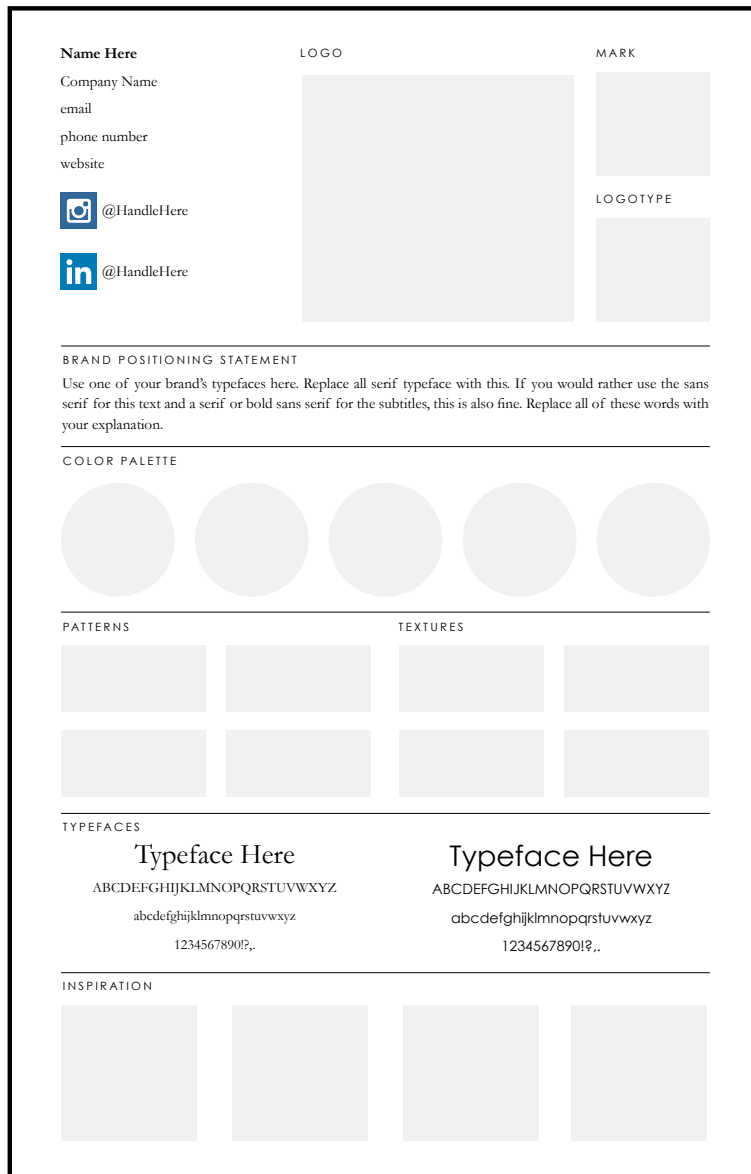 Name Here
Company Name
email
phone number
website
@HandleHere
in @HandleHere
LOGO
MARK
LOGOTYPE
BRAND POSITIONING STATEMENT
Use one of your brand’s typefaces here. Replace all serif typeface with this. If you would rather use the sans
serif for this text and a serif or bold sans serif for the subtitles, this is also fine. Replace all of these words with
your explanation.
COLOR PALETTE
PATTERNS
TEXTURES
TYPEFACES
Typeface Here
ABCDEFGHIJKLMNOPQRSTUVWXYZ
abcdefghijklmnopqrstuvwxyz
1234567890!?,.
Typeface Here
ABCDEFGHIJKLMNOPQRSTUVWXYZ
abcdefghijklmnopqrstuvwxyz
1234567890!?,.
INSPIRATION